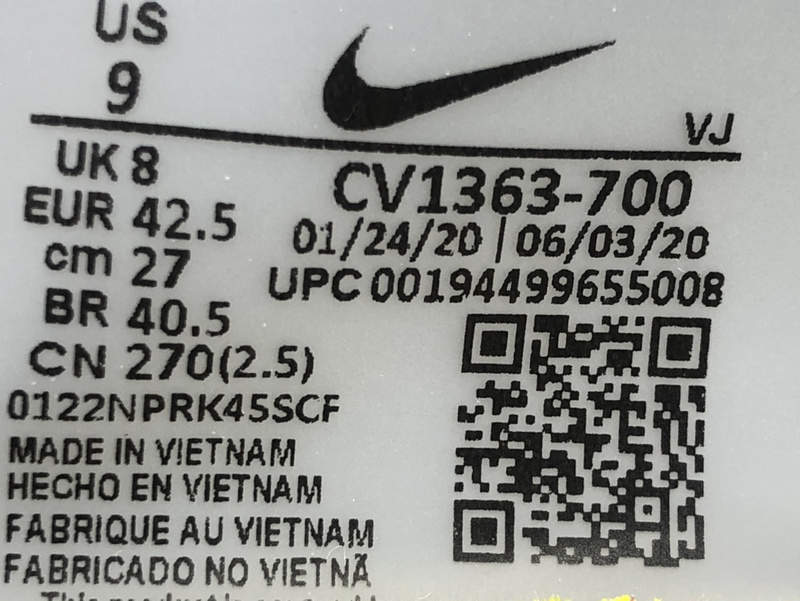 US
9
VJ
UK 8
EUR 42.5
cm 27
BR 40.5
CN 270(2.5)
CV1363-700
01/24/20 | 06/03/20
UPC 00194499655008
0122NPRK45SCF
MADE IN VIETNAM
HECHO EN VIETNAM
FABRIQUE AU VIETNAM
FABRICADO NO VIETNÃ
This product's